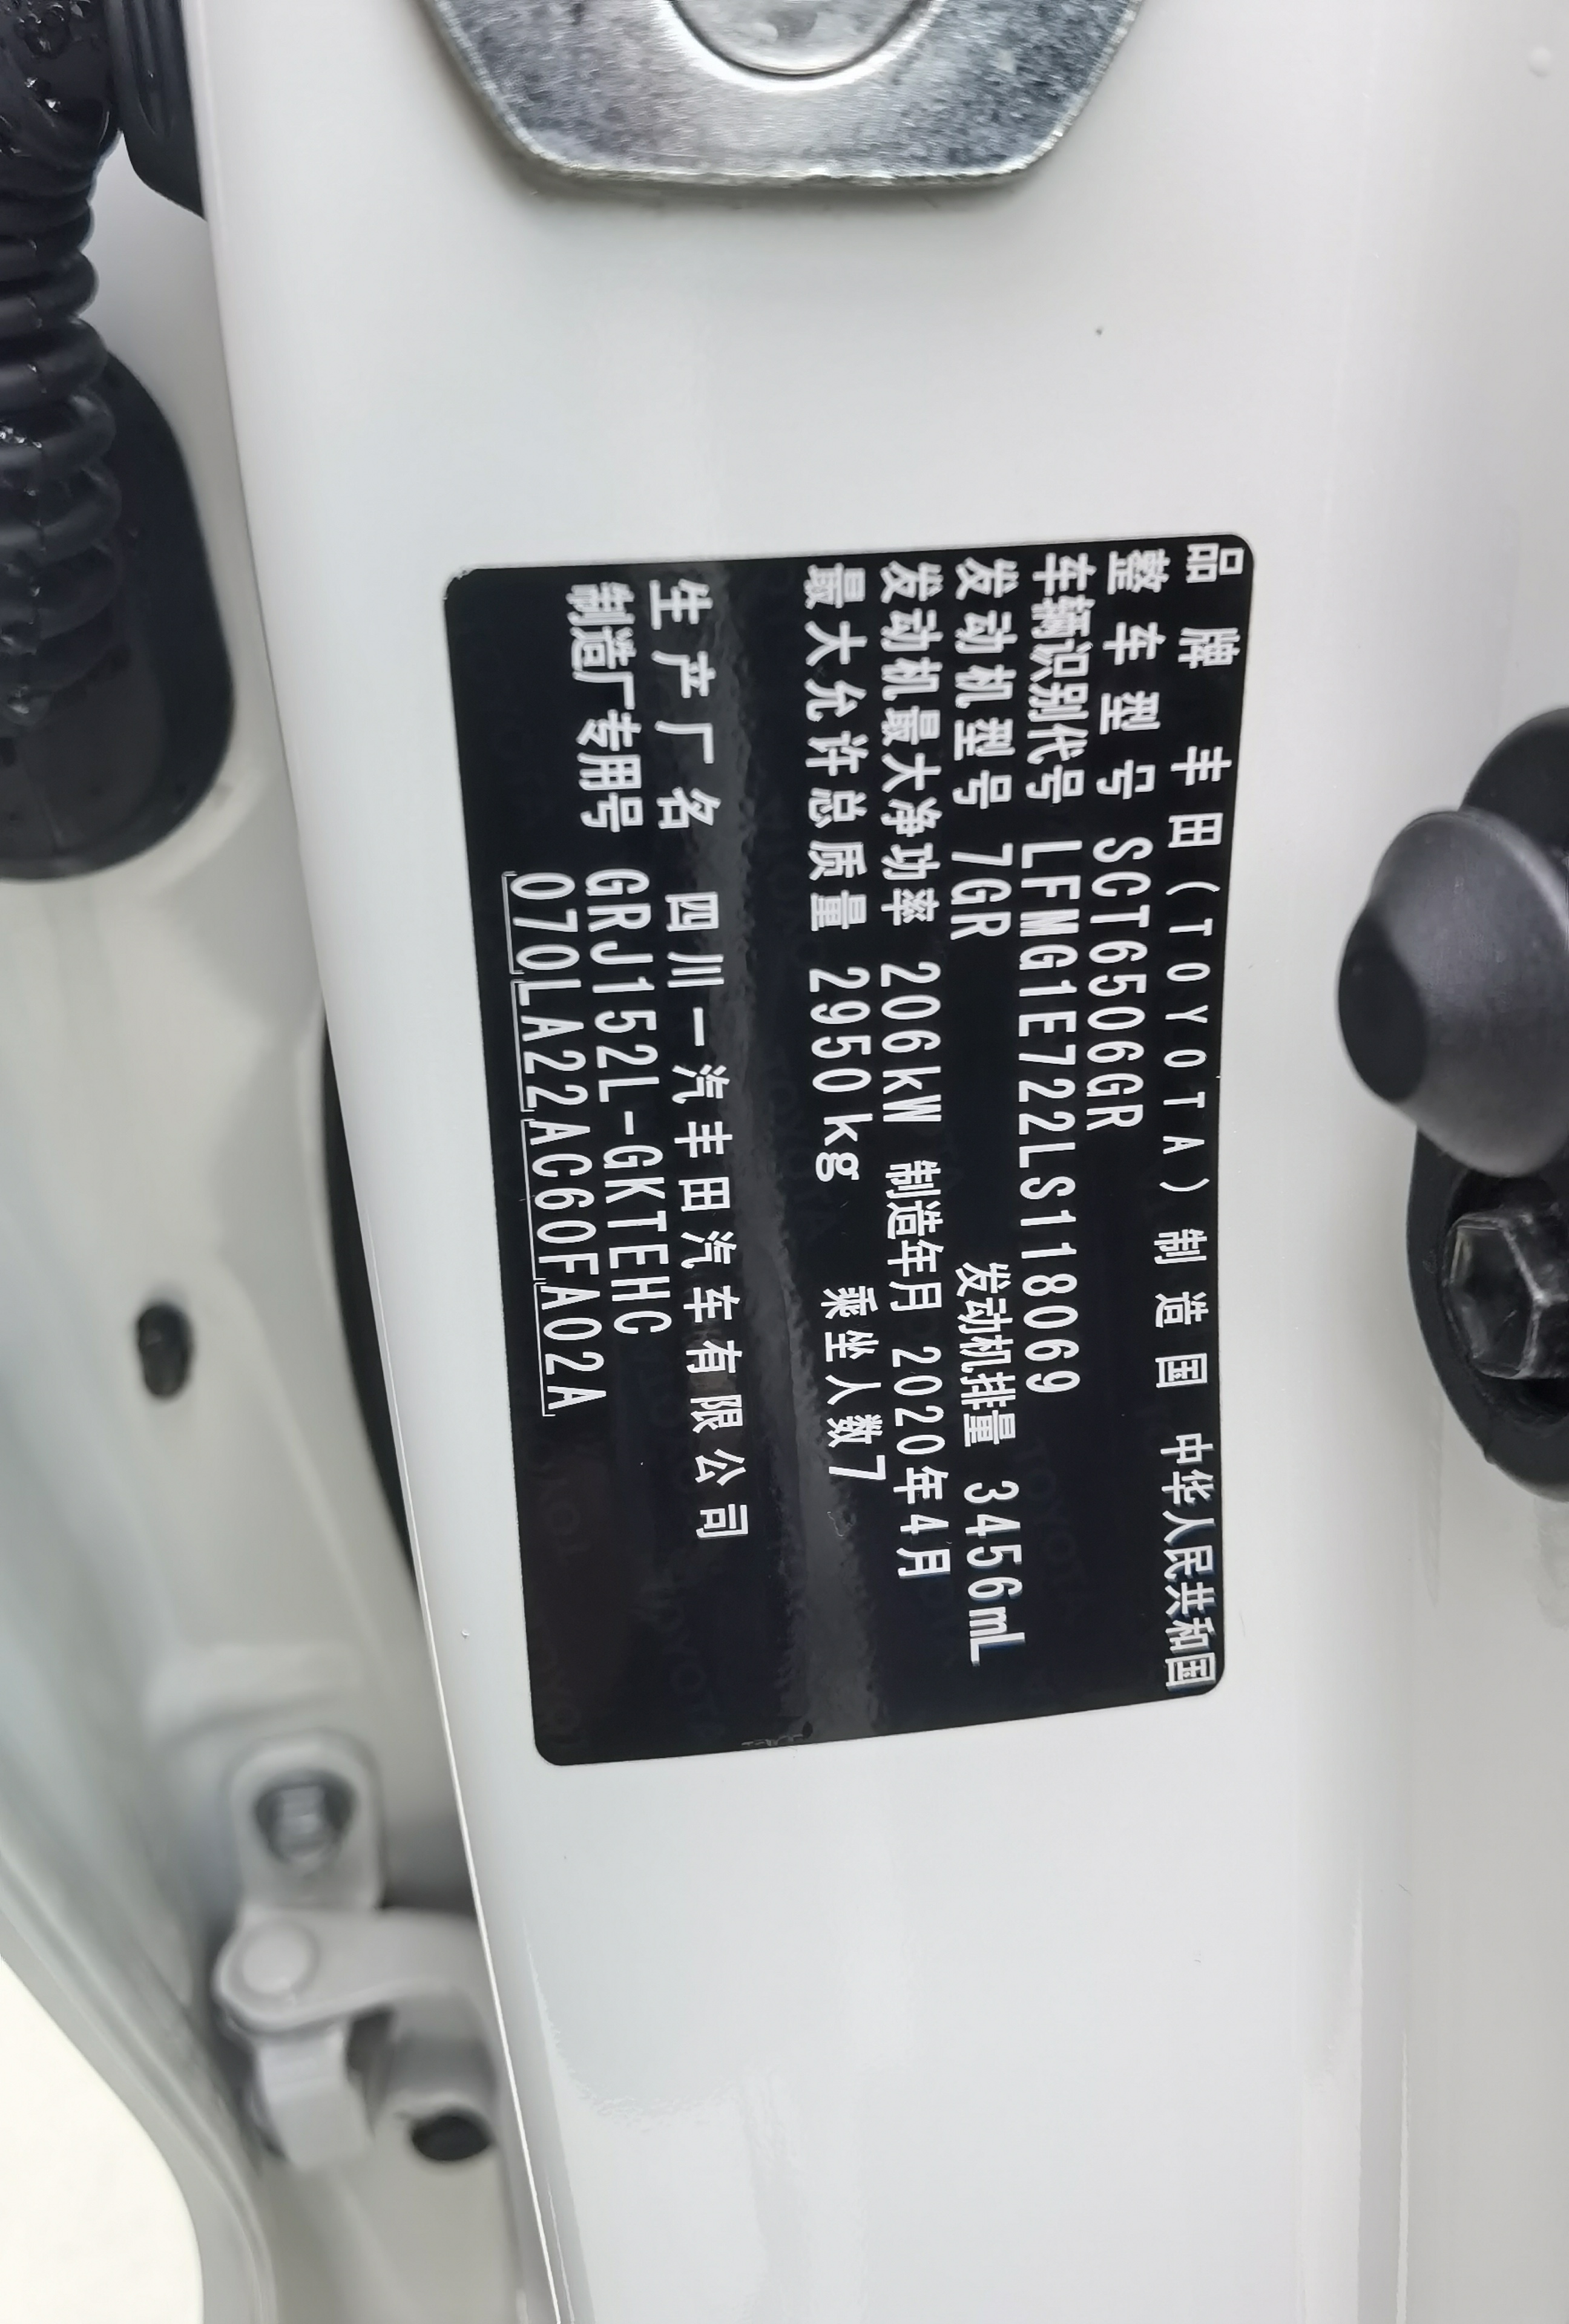 品牌 丰田(TOYOTA) 制造国 中华人民共和国
整车型号 SCT6506GR
车辆识别代号 LFMG1E722LS118069
发动机型号 7GR 发动机排量 3456mL
发动机最大净功率 206kW 制造年月 2020年4月
最大允许总质量 2950kg 乘坐人数7
生产厂名 四川一汽丰田汽车有限公司
制造厂专用号 GRJ152L-GKTEHC
070LA22AC60FA02A